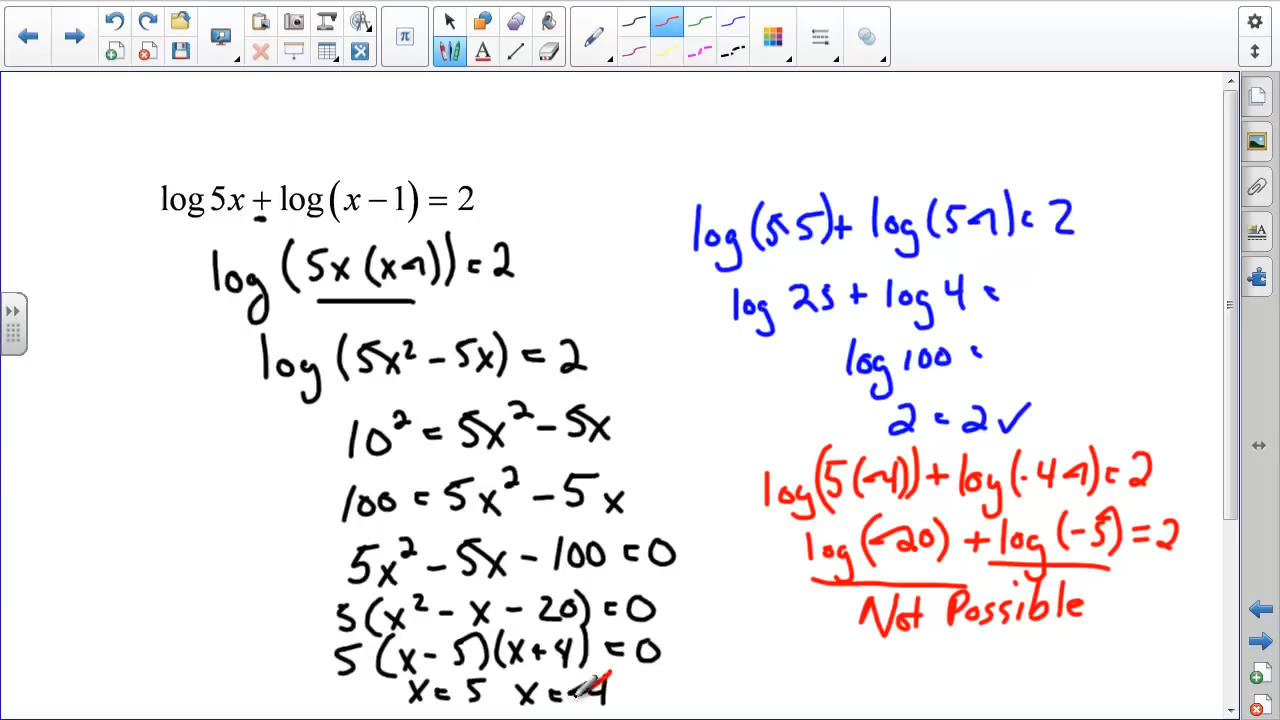 π
A
log 5x + log(x − 1) = 2
log (5x (x-1)) = 2
log (5x² - 5x) = 2
10² = 5x² - 5x
100 = 5x² - 5x
5x² - 5x - 100 = 0
5(x² - x - 20) = 0
5 (x - 5)(x + 4) = 0
x = 5 x = -4
log(5·5) + log(5-1) = 2
log 25 + log 4 =
log 100 =
2 = 2 ✓
log(5(-4)) + log(-4-1) = 2
log(-20) + log(-5) = 2
Not Possible